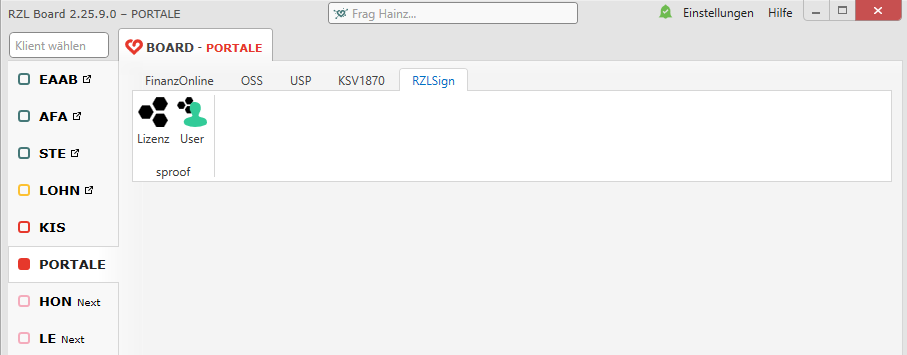 RZL Board 2.25.9.0 – PORTALE
Frag Hainz...
Einstellungen
Hilfe
Klient wählen
BOARD - PORTALE
EAAB
AFA
STE
LOHN
KIS
PORTALE
HON Next
LE Next
FinanzOnline
OSS
USP
KSV1870
RZLSign
Lizenz
User
sproof